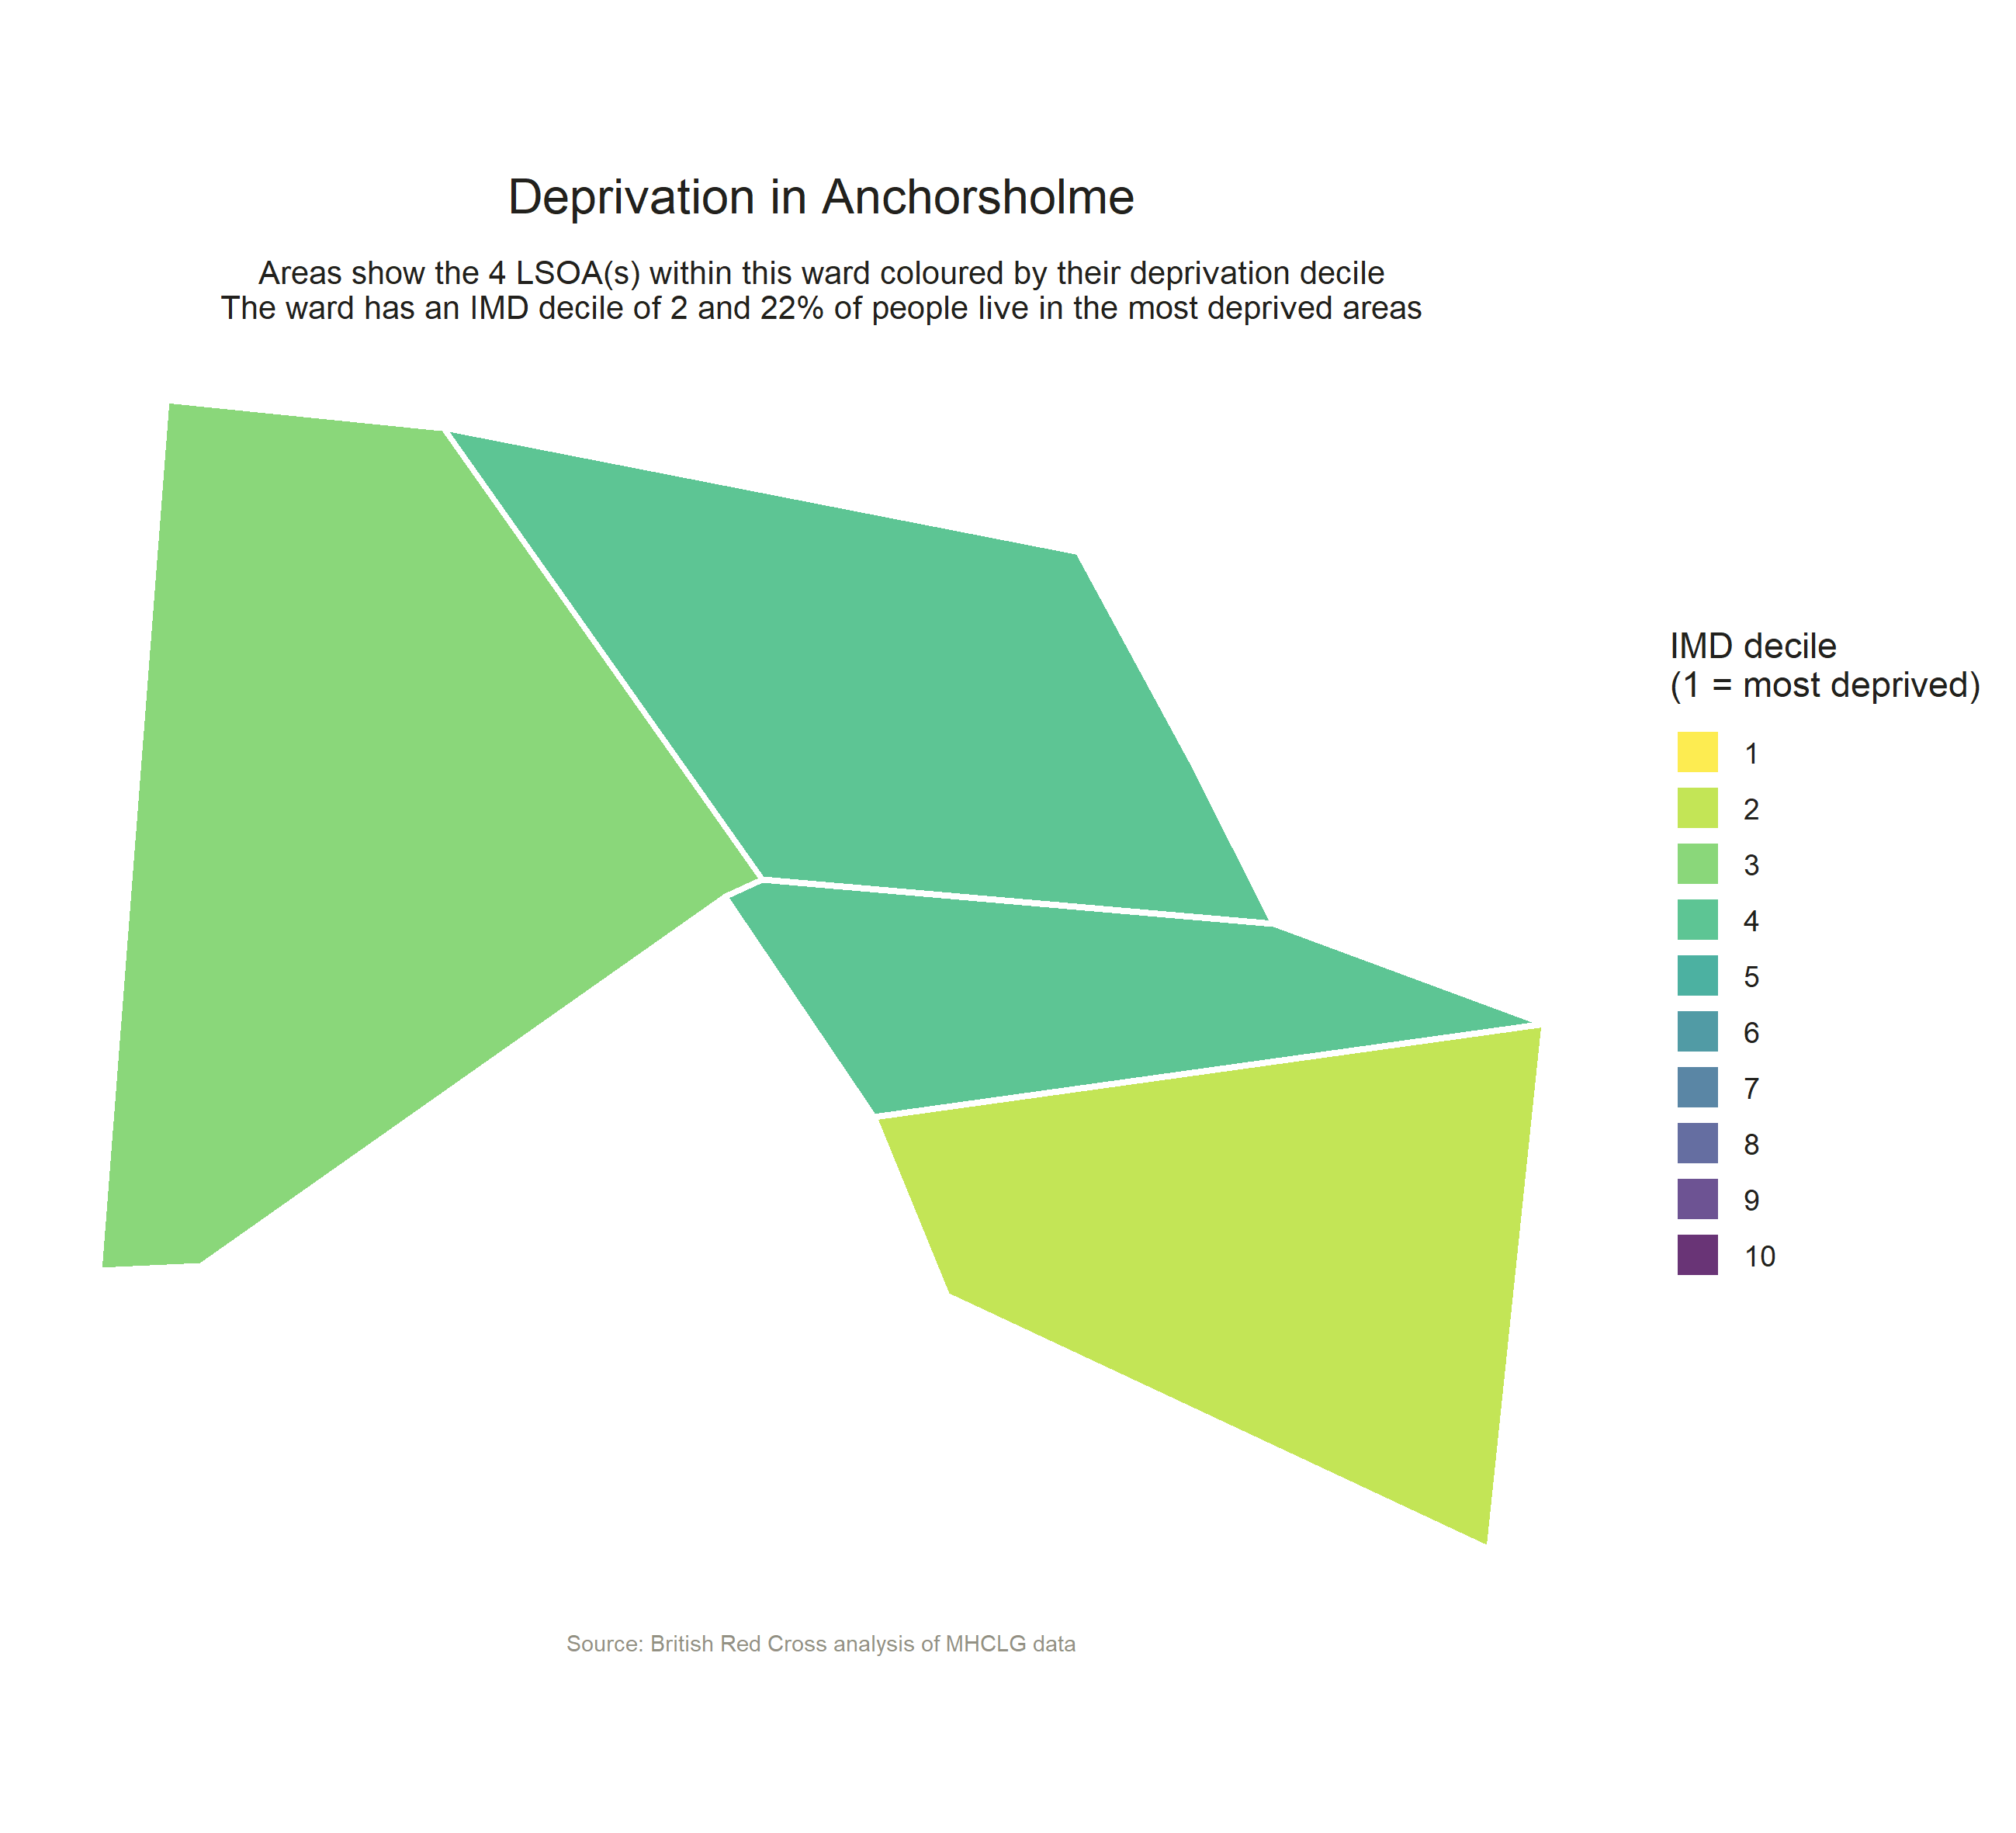 Deprivation in Anchorsholme
Areas show the 4 LSOA(s) within this ward coloured by their deprivation decile
The ward has an IMD decile of 2 and 22% of people live in the most deprived areas
IMD decile
(1 = most deprived)
1
2
3
4
5
6
7
8
9
10
Source: British Red Cross analysis of MHCLG data